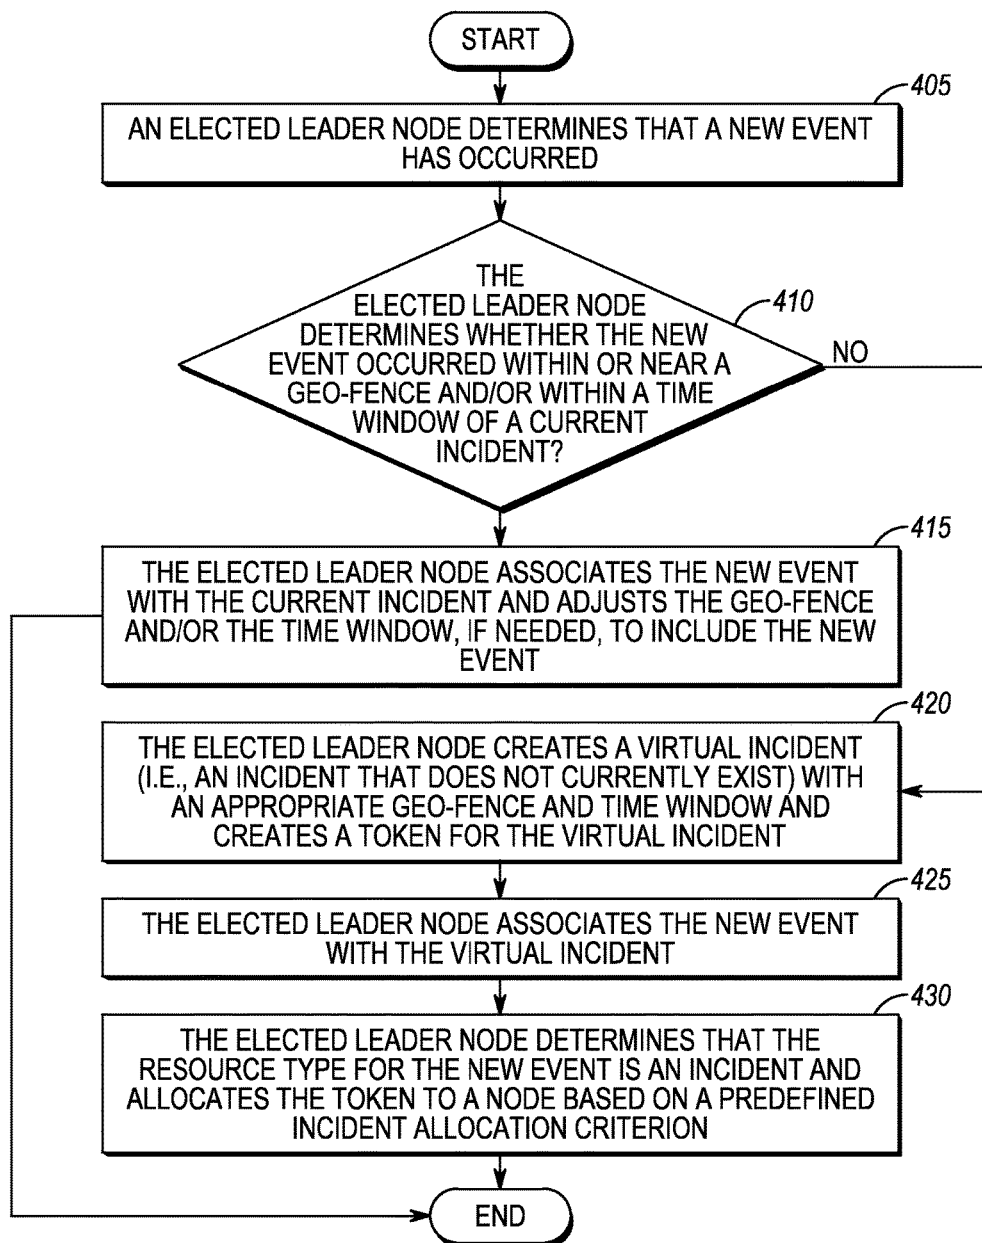 START
405
AN ELECTED LEADER NODE DETERMINES THAT A NEW EVENT
HAS OCCURRED
THE
ELECTED LEADER NODE
DETERMINES WHETHER THE NEW
EVENT OCCURRED WITHIN OR NEAR A
GEO-FENCE AND/OR WITHIN A TIME
WINDOW OF A CURRENT
INCIDENT?
410
NO
415
THE ELECTED LEADER NODE ASSOCIATES THE NEW EVENT
WITH THE CURRENT INCIDENT AND ADJUSTS THE GEO-FENCE
AND/OR THE TIME WINDOW, IF NEEDED, TO INCLUDE THE NEW
EVENT
420
THE ELECTED LEADER NODE CREATES A VIRTUAL INCIDENT
(I.E., AN INCIDENT THAT DOES NOT CURRENTLY EXIST) WITH
AN APPROPRIATE GEO-FENCE AND TIME WINDOW AND
CREATES A TOKEN FOR THE VIRTUAL INCIDENT
425
THE ELECTED LEADER NODE ASSOCIATES THE NEW EVENT
WITH THE VIRTUAL INCIDENT
430
THE ELECTED LEADER NODE DETERMINES THAT THE
RESOURCE TYPE FOR THE NEW EVENT IS AN INCIDENT AND
ALLOCATES THE TOKEN TO A NODE BASED ON A PREDEFINED
INCIDENT ALLOCATION CRITERION
END